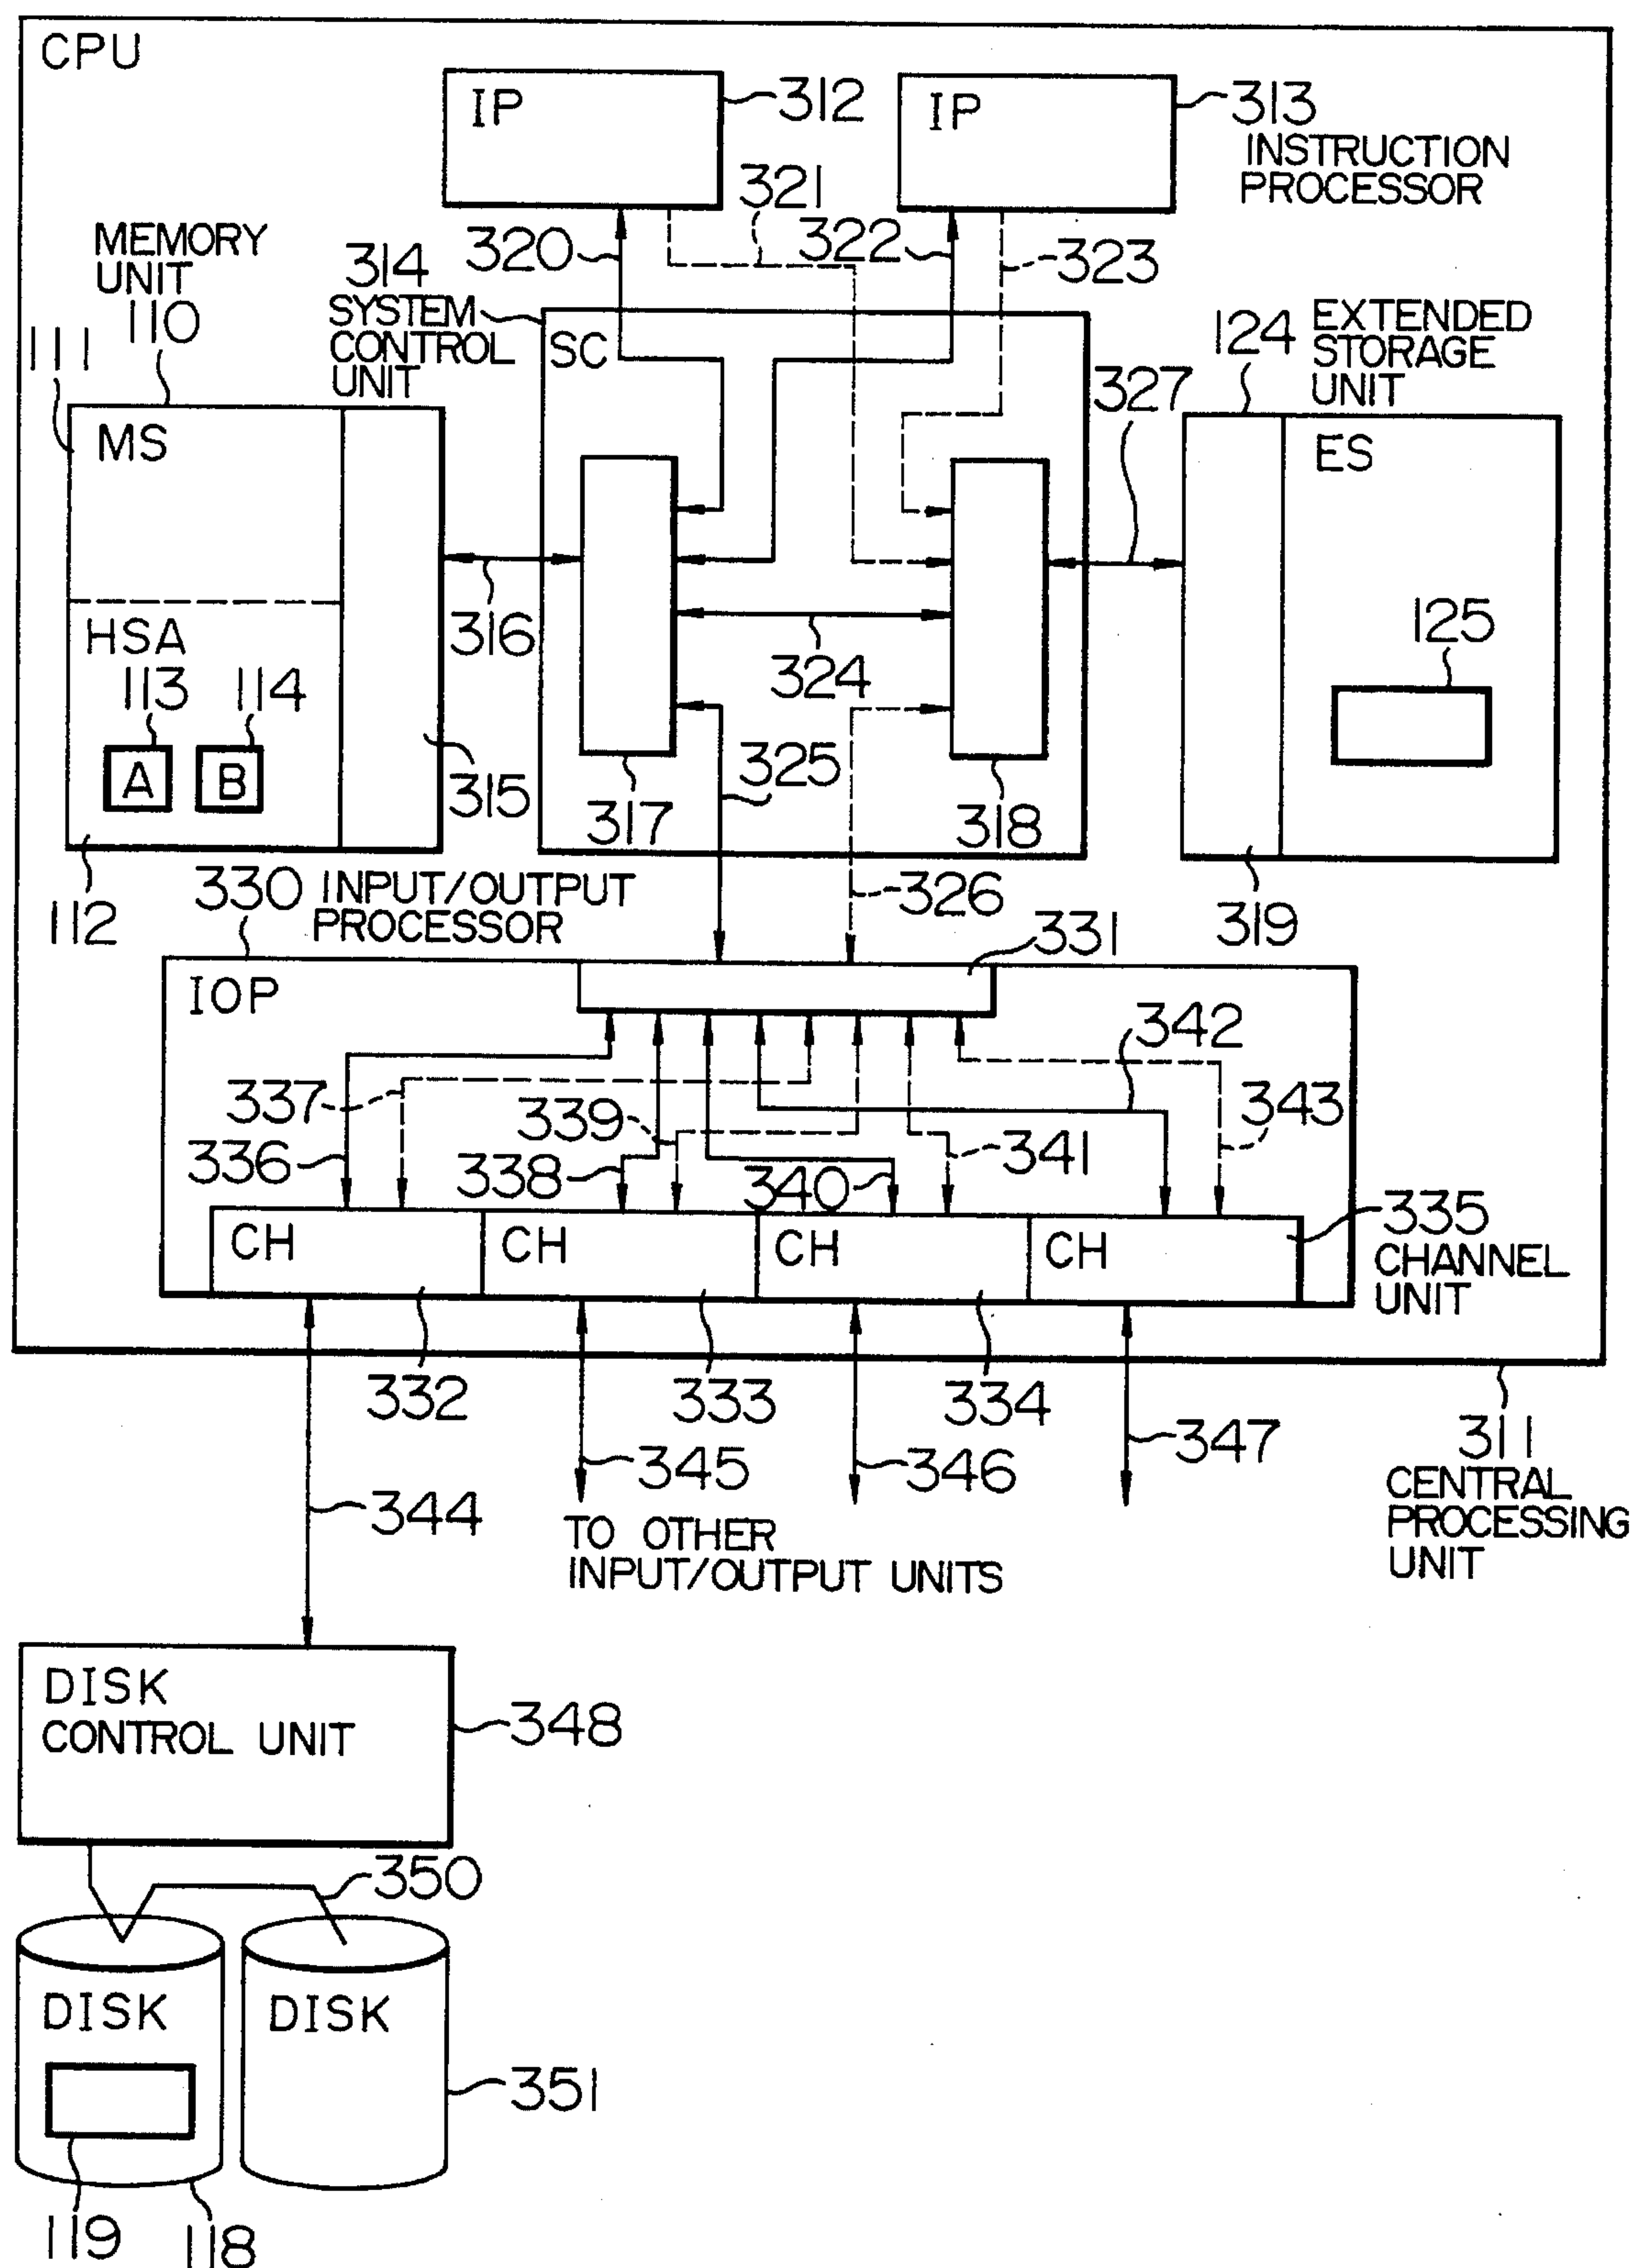 CPU
IP
312
IP
313
INSTRUCTION
PROCESSOR
321
320
322
323
MEMORY
UNIT
110
111
314
SYSTEM
CONTROL
UNIT
SC
124
EXTENDED
STORAGE
UNIT
327
MS
ES
HSA
316
324
125
113
114
A
B
315
317
325
318
112
326
319
330
INPUT/OUTPUT
PROCESSOR
331
IOP
342
337
339
343
336
338
340
341
335
CHANNEL
UNIT
CH
CH
CH
CH
332
333
334
311
CENTRAL
PROCESSING
UNIT
345
346
347
344
TO OTHER
INPUT/OUTPUT UNITS
DISK
CONTROL UNIT
348
350
DISK
DISK
351
119
118